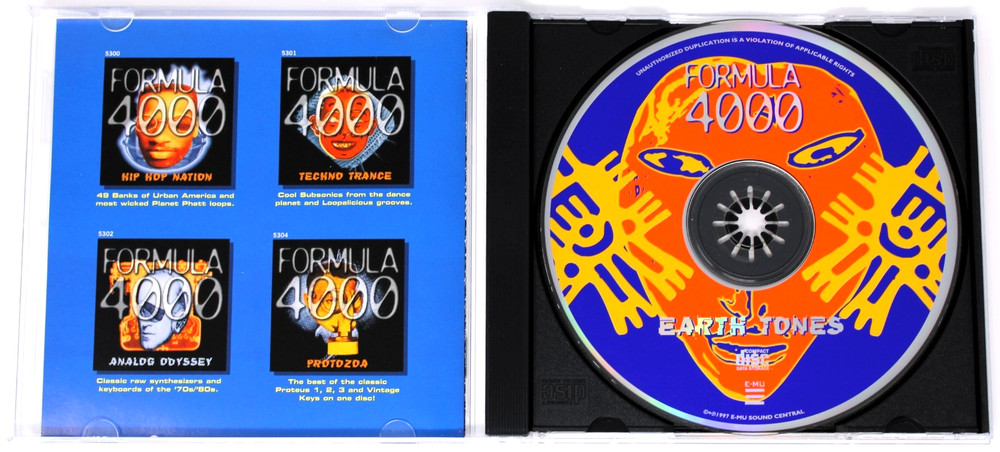 5300
FORMULA
4000
HIP HOP NATION
49 Banks of Urban America and
most wicked Planet Phatt loops.
5301
FORMULA
4000
TECHNO TRANCE
Cool Subsonics from the dance
planet and Loopalicious grooves.
5302
FORMULA
4000
ANALOG ODYSSEY
Classic raw synthesizers and
keyboards of the '70s/'80s.
5304
FORMULA
4000
PROTOZOA
The best of the classic
Proteus 1, 2, 3 and Vintage
Keys on one disc!
UNAUTHORIZED DUPLICATION IS A VIOLATION OF APPLICABLE RIGHTS
FORMULA
4000
EARTH TONES
COMPACT
disc
DATA STORAGE
E-MU
©℗1997 E-MU SOUND CENTRAL